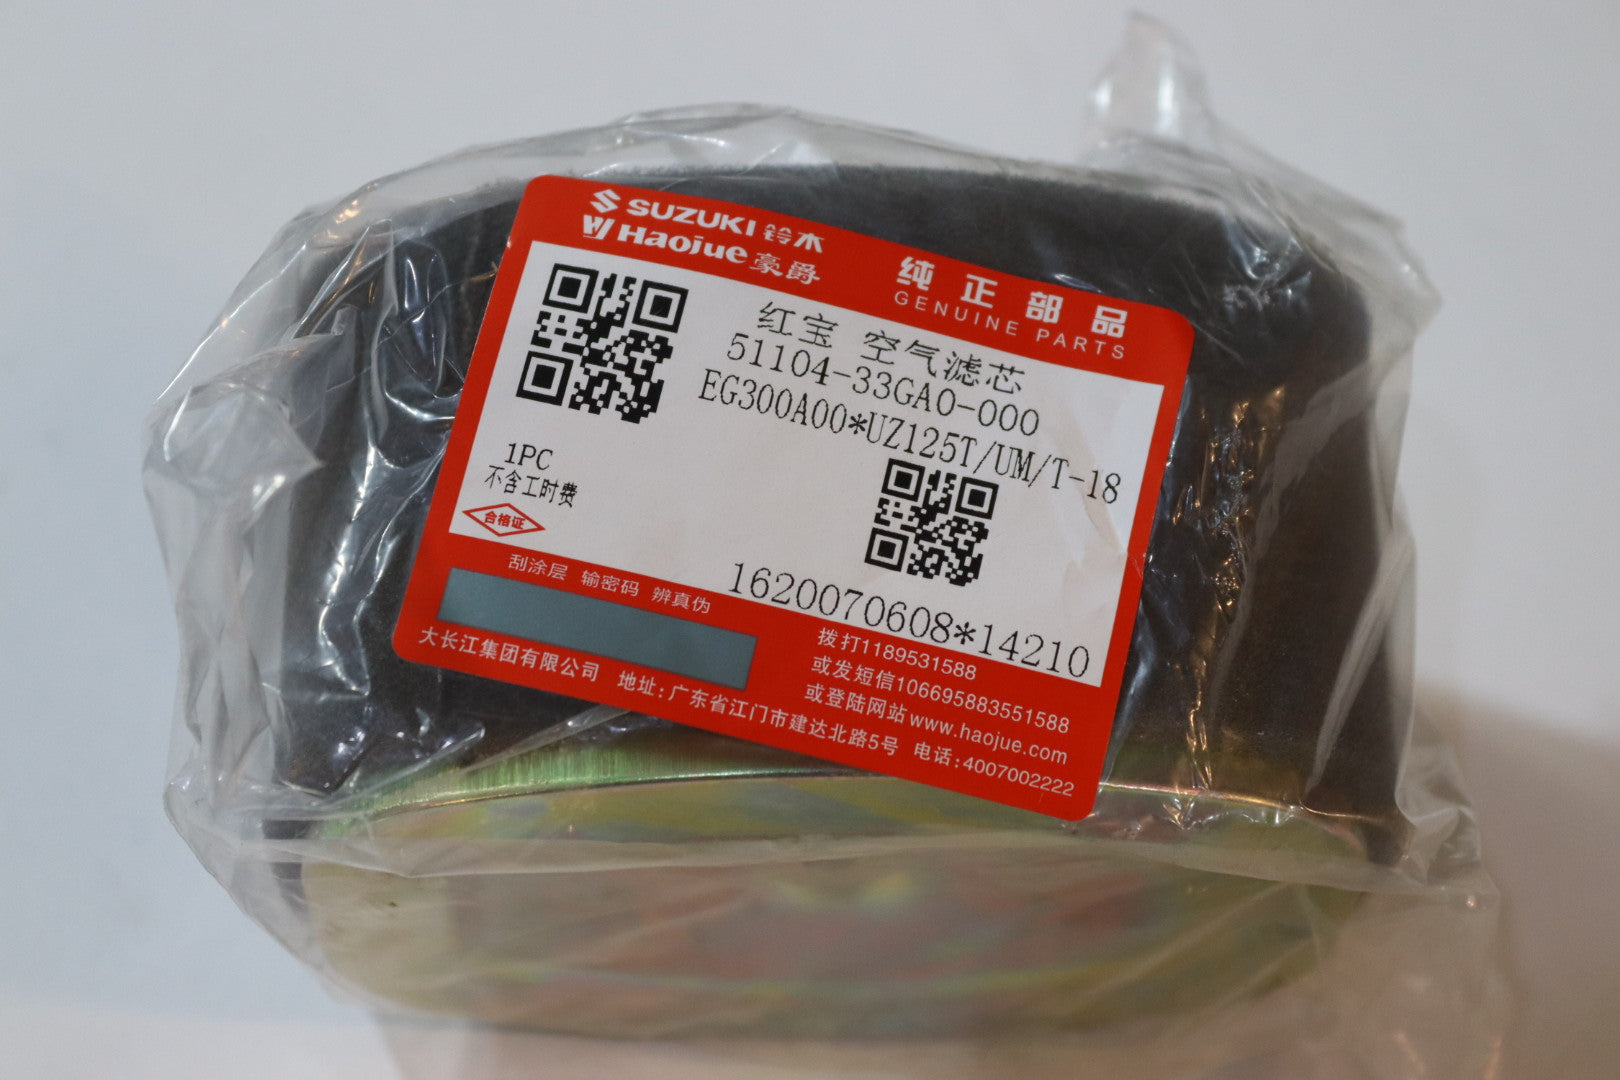 SUZUKI 铃木
Haojue 豪爵
纯正部品
GENUINE PARTS
红宝 空气滤芯
51104-33GA0-000
EG300A00*UZ125T/UM/T-18
1PC
不含工时费
合格证
1620070608*14210
刮涂层 输密码 辨真伪
拨打1189531588
或发短信106695883551588
或登陆网站www.haojue.com
大长江集团有限公司 地址:广东省江门市建达北路5号 电话:4007002222